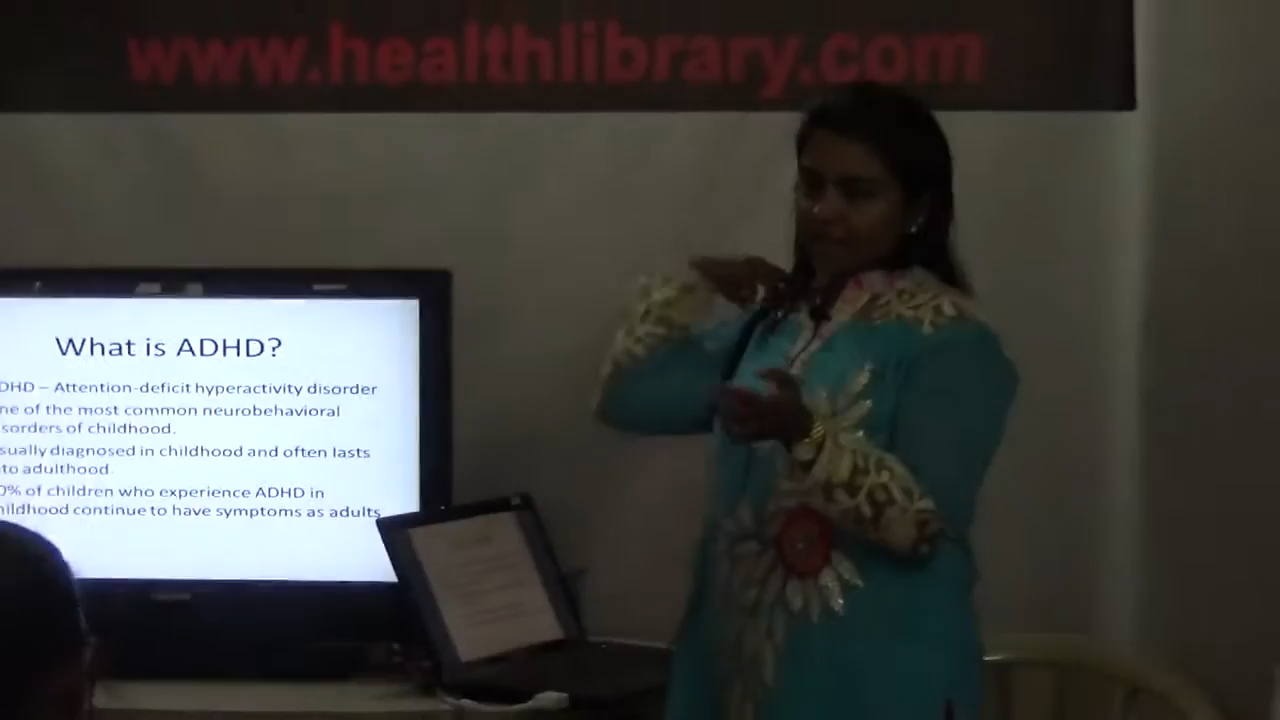 www.healthlibrary.com
What is ADHD?
DHD – Attention-deficit hyperactivity disorder
ne of the most common neurobehavioral
sorders of childhood.
sually diagnosed in childhood and often lasts
to adulthood.
0% of children who experience ADHD in
hildhood continue to have symptoms as adults